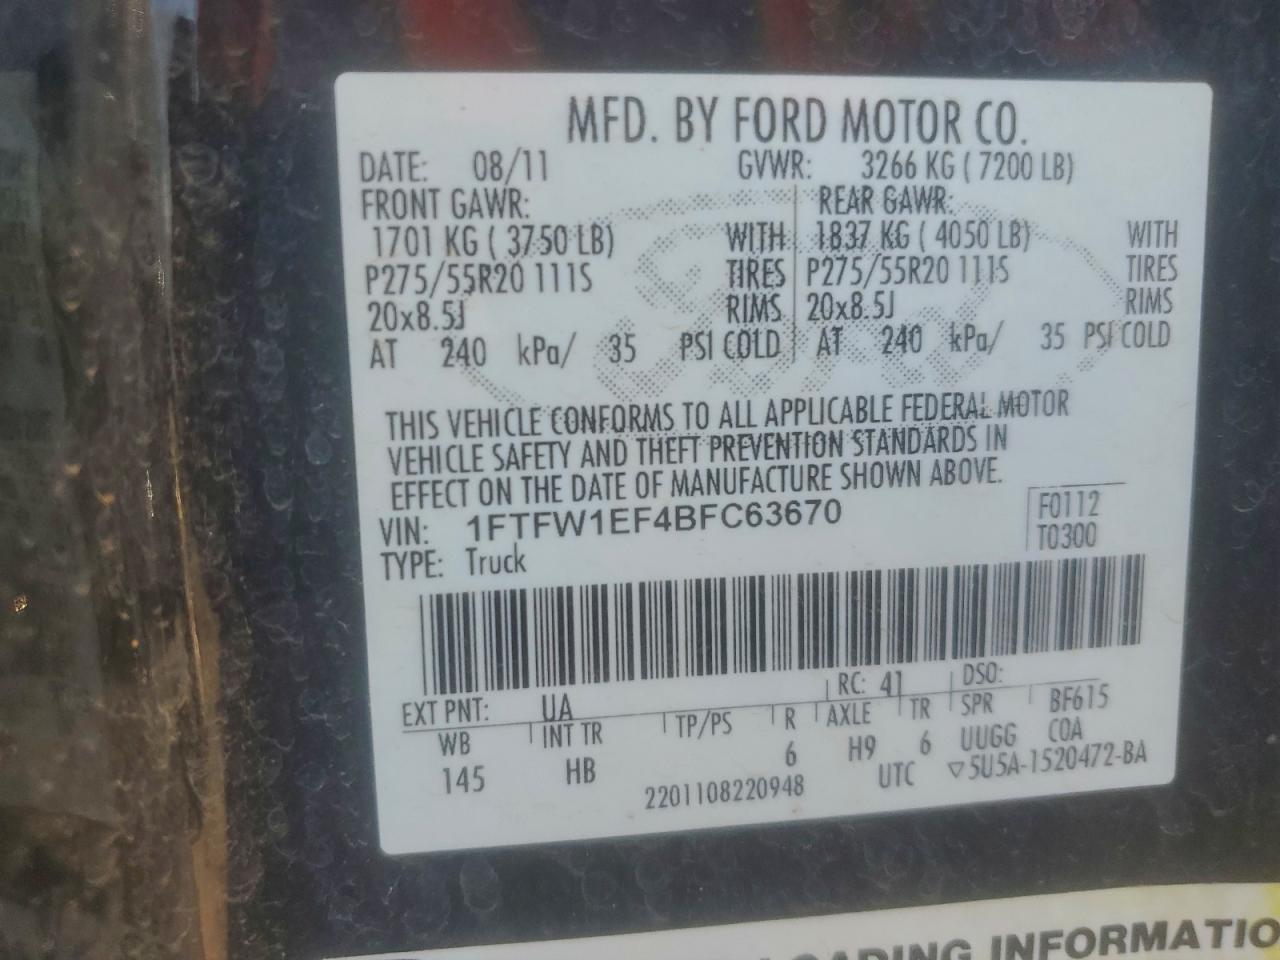 MFD. BY FORD MOTOR CO.
DATE: 08/11 GVWR: 3266 KG ( 7200 LB)
FRONT GAWR: REAR GAWR:
1701 KG ( 3750 LB) WITH 1837 KG ( 4050 LB) WITH
P275/55R20 111S TIRES P275/55R20 111S TIRES
20x8.5J RIMS 20x8.5J RIMS
AT 240 kPa/ 35 PSI COLD AT 240 kPa/ 35 PSI COLD
THIS VEHICLE CONFORMS TO ALL APPLICABLE FEDERAL MOTOR
VEHICLE SAFETY AND THEFT PREVENTION STANDARDS IN
EFFECT ON THE DATE OF MANUFACTURE SHOWN ABOVE.
VIN: 1FTFW1EF4BFC63670 F0112
TYPE: Truck T0300
EXT PNT: UA RC: 41 DSO:
WB INT TR TP/PS R AXLE TR SPR BF615
145 HB 6 H9 6 UUGG COA
2201108220948 UTC ▽5U5A-1520472-BA
LOADING INFORMATIO